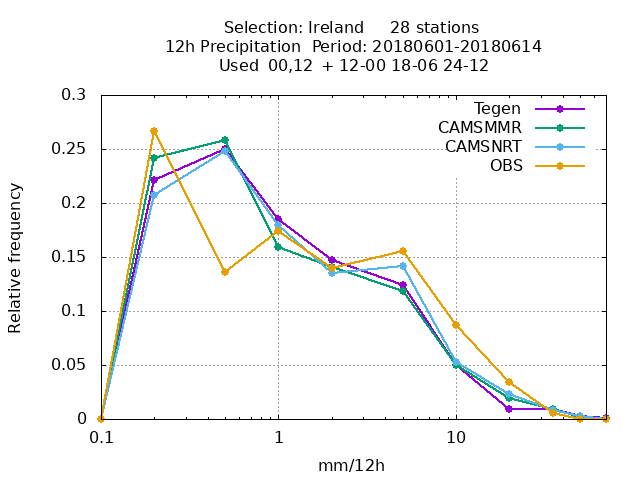 Selection: Ireland 28 stations
12h Precipitation Period: 20180601-20180614
Used 00,12 + 12-00 18-06 24-12
Tegen
CAMSMMR
CAMSNRT
OBS
Relative frequency
0.3
0.25
0.2
0.15
0.1
0.05
0
0.1 1 10
mm/12h